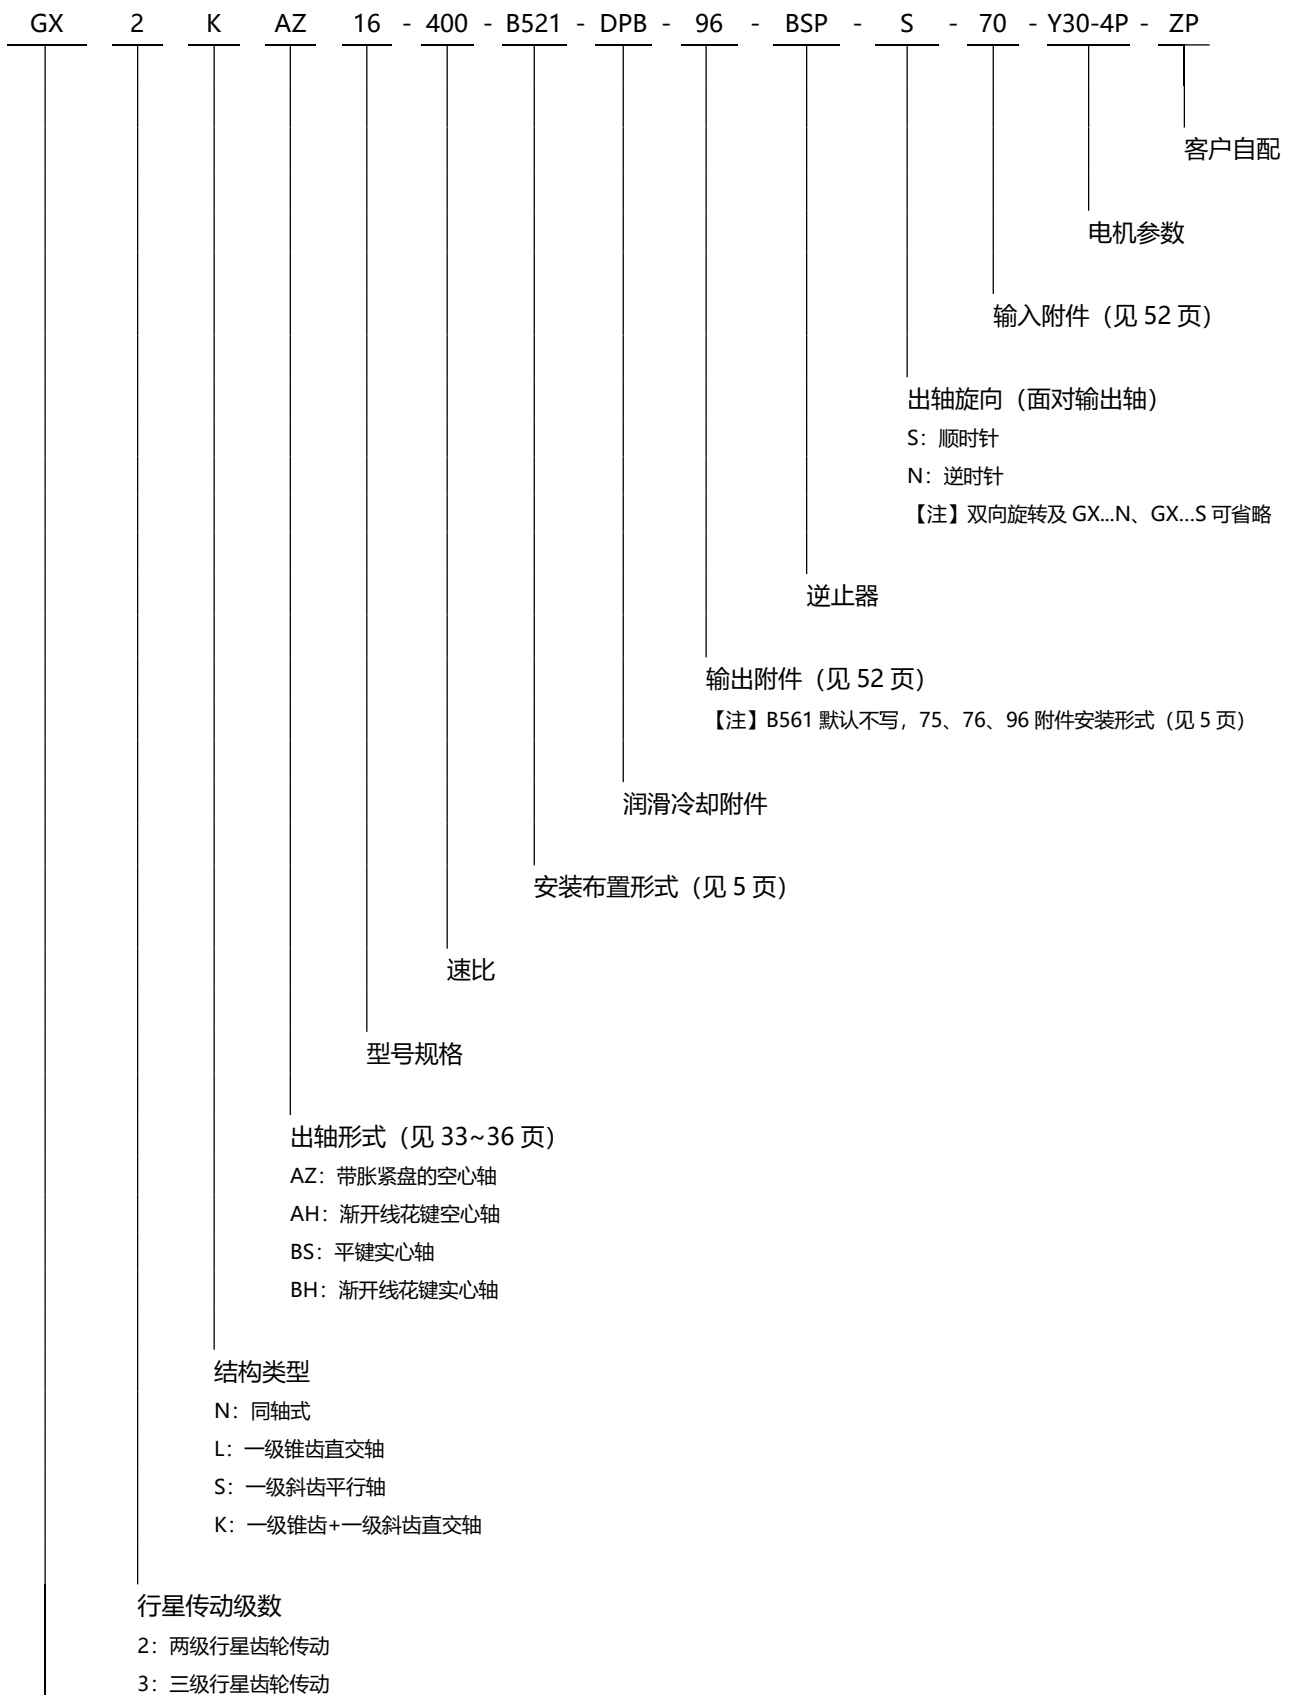 GX 2 K AZ 16 - 400 - B521 - DPB - 96 - BSP - S - 70 - Y30-4P - ZP
客户自配
电机参数
输入附件（见 52 页）
出轴旋向（面对输出轴）
S：顺时针
N：逆时针
【注】双向旋转及 GX...N、GX...S 可省略
逆止器
输出附件（见 52 页）
【注】B561 默认不写，75、76、96 附件安装形式（见 5 页）
润滑冷却附件
安装布置形式（见 5 页）
速比
型号规格
出轴形式（见 33~36 页）
AZ：带胀紧盘的空心轴
AH：渐开线花键空心轴
BS：平键实心轴
BH：渐开线花键实心轴
结构类型
N：同轴式
L：一级锥齿直交轴
S：一级斜齿平行轴
K：一级锥齿+一级斜齿直交轴
行星传动级数
2：两级行星齿轮传动
3：三级行星齿轮传动